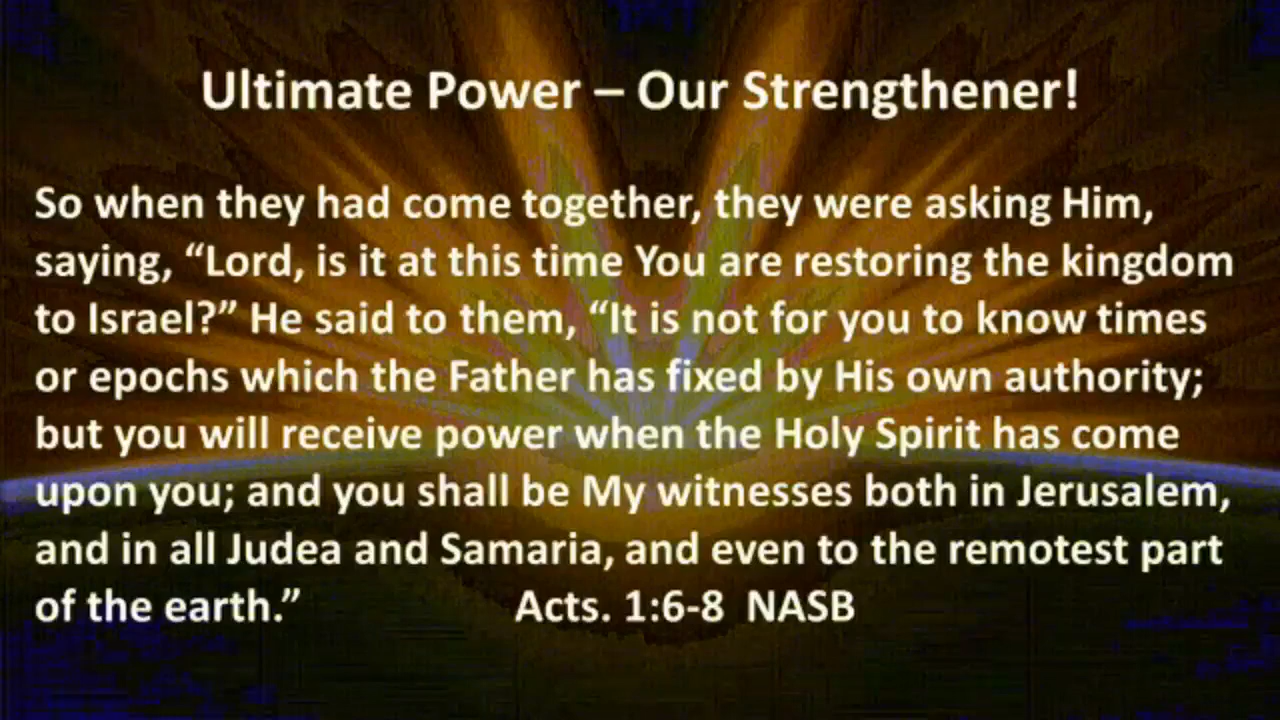 Ultimate Power – Our Strengthener!
So when they had come together, they were asking Him,
saying, “Lord, is it at this time You are restoring the kingdom
to Israel?” He said to them, “It is not for you to know times
or epochs which the Father has fixed by His own authority;
but you will receive power when the Holy Spirit has come
upon you; and you shall be My witnesses both in Jerusalem,
and in all Judea and Samaria, and even to the remotest part
of the earth.” Acts. 1:6-8 NASB